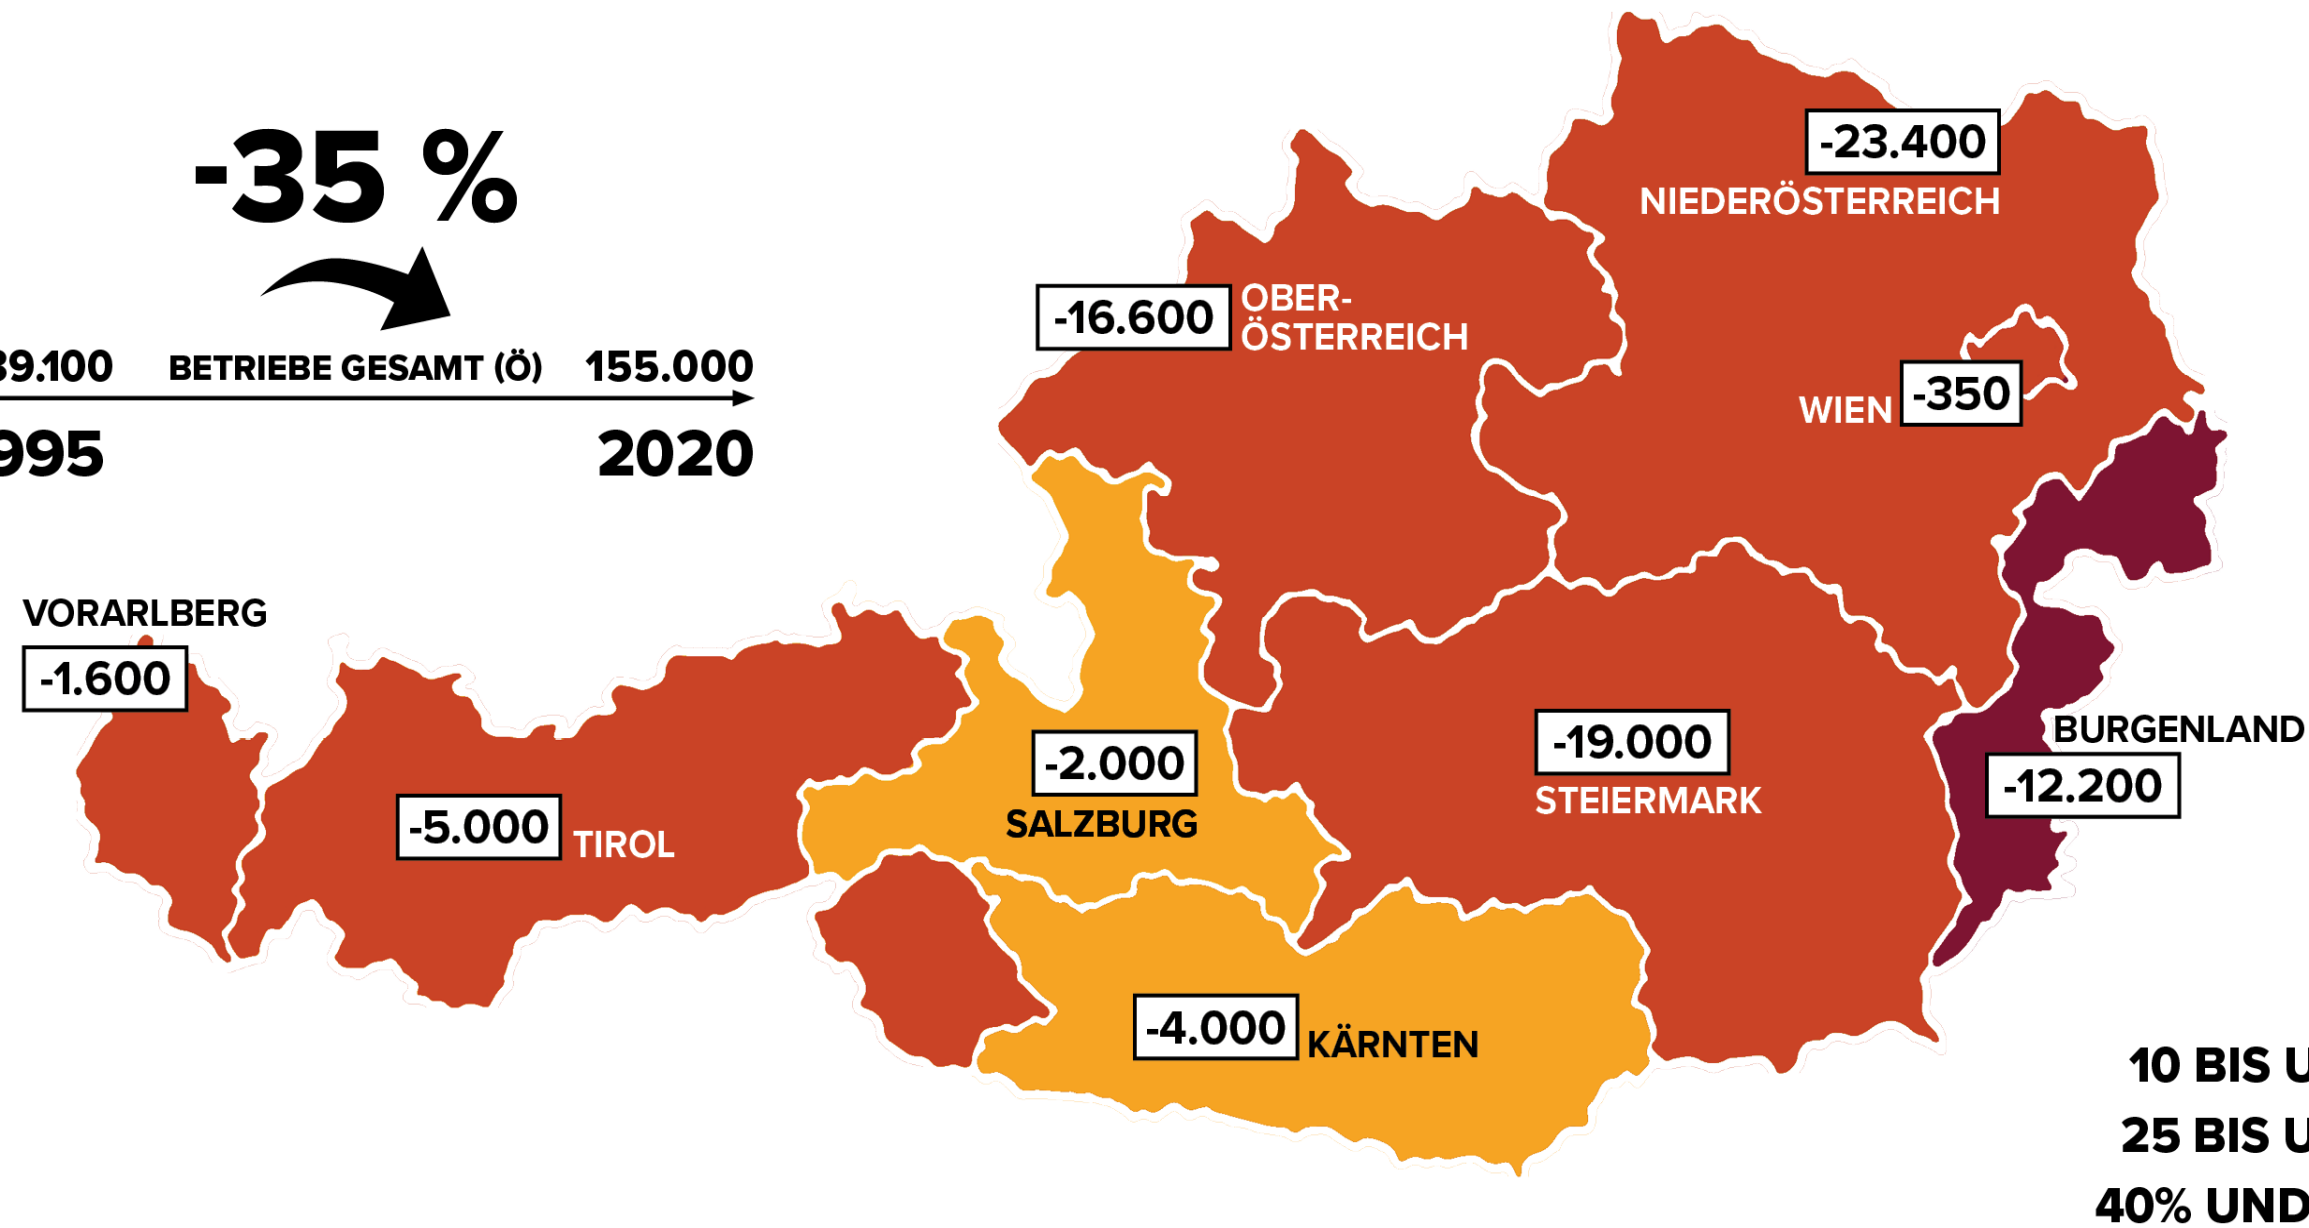 -35 %
39.100 BETRIEBE GESAMT (Ö) 155.000
995 2020
-23.400
NIEDERÖSTERREICH
-16.600
OBER-
ÖSTERREICH
WIEN -350
VORARLBERG
-1.600
-5.000 TIROL
-2.000
SALZBURG
-19.000
STEIERMARK
BURGENLAND
-12.200
-4.000 KÄRNTEN
10 BIS U
25 BIS U
40% UND